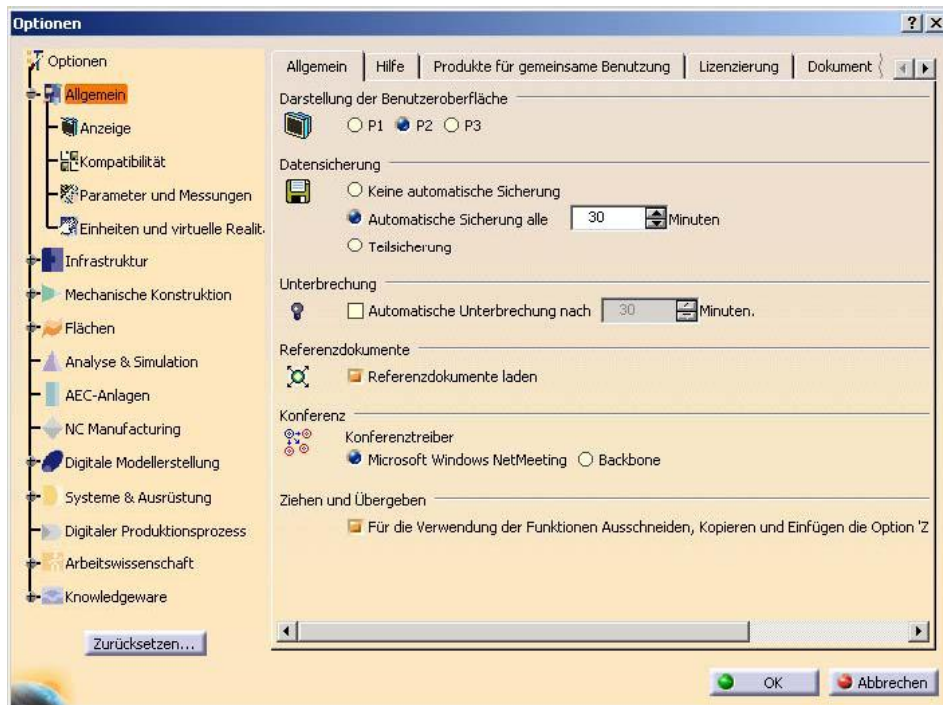 Optionen
Optionen
Allgemein
Anzeige
Kompatibilität
Parameter und Messungen
Einheiten und virtuelle Realit.
Infrastruktur
Mechanische Konstruktion
Flächen
Analyse & Simulation
AEC-Anlagen
NC Manufacturing
Digitale Modellerstellung
Systeme & Ausrüstung
Digitaler Produktionsprozess
Arbeitswissenschaft
Knowledgeware
Zurücksetzen...
Allgemein Hilfe Produkte für gemeinsame Benutzung Lizenzierung Dokument
Darstellung der Benutzeroberfläche
P1 P2 P3
Datensicherung
Keine automatische Sicherung
Automatische Sicherung alle 30 Minuten
Teilsicherung
Unterbrechung
Automatische Unterbrechung nach 30 Minuten.
Referenzdokumente
Referenzdokumente laden
Konferenz
Konferenztreiber
Microsoft Windows NetMeeting Backbone
Ziehen und Übergeben
Für die Verwendung der Funktionen Ausschneiden, Kopieren und Einfügen die Option 'Z
OK Abbrechen